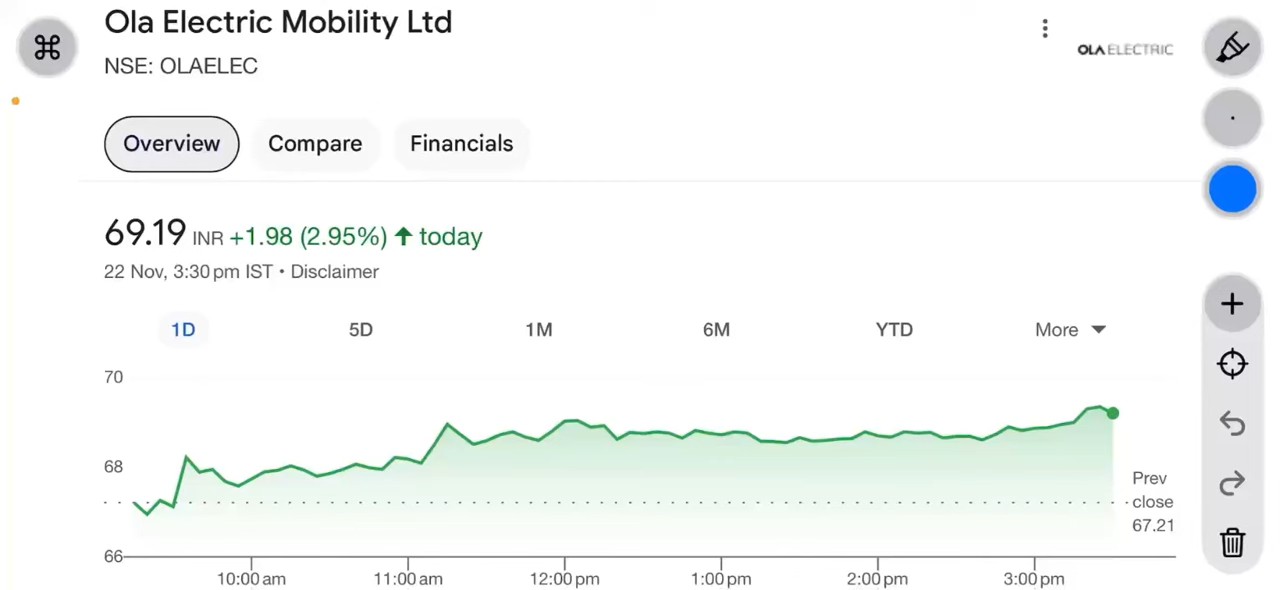 Ola Electric Mobility Ltd
NSE: OLAELEC
OLA ELECTRIC
Overview Compare Financials
69.19 INR +1.98 (2.95%) ↑ today
22 Nov, 3:30 pm IST • Disclaimer
1D 5D 1M 6M YTD More
70
68
66
Prev
close
67.21
10:00 am 11:00 am 12:00 pm 1:00 pm 2:00 pm 3:00 pm